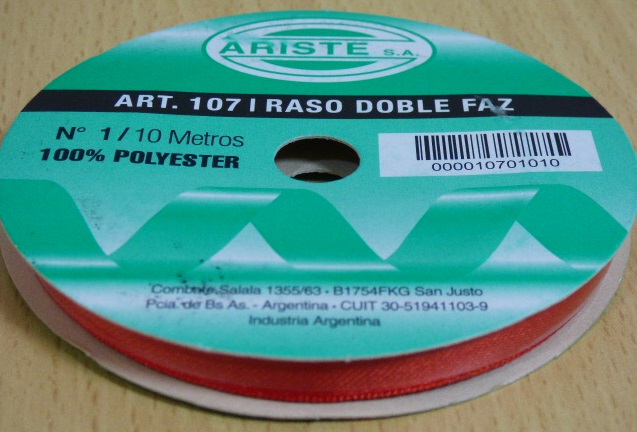 ARISTE S.A.
ART. 107 | RASO DOBLE FAZ
N° 1 / 10 Metros
100% POLYESTER
000010701010
Salala 1355/63 - B1754FKG San Justo
Pcia. de Bs As. - Argentina - CUIT 30-51941103-9
Industria Argentina